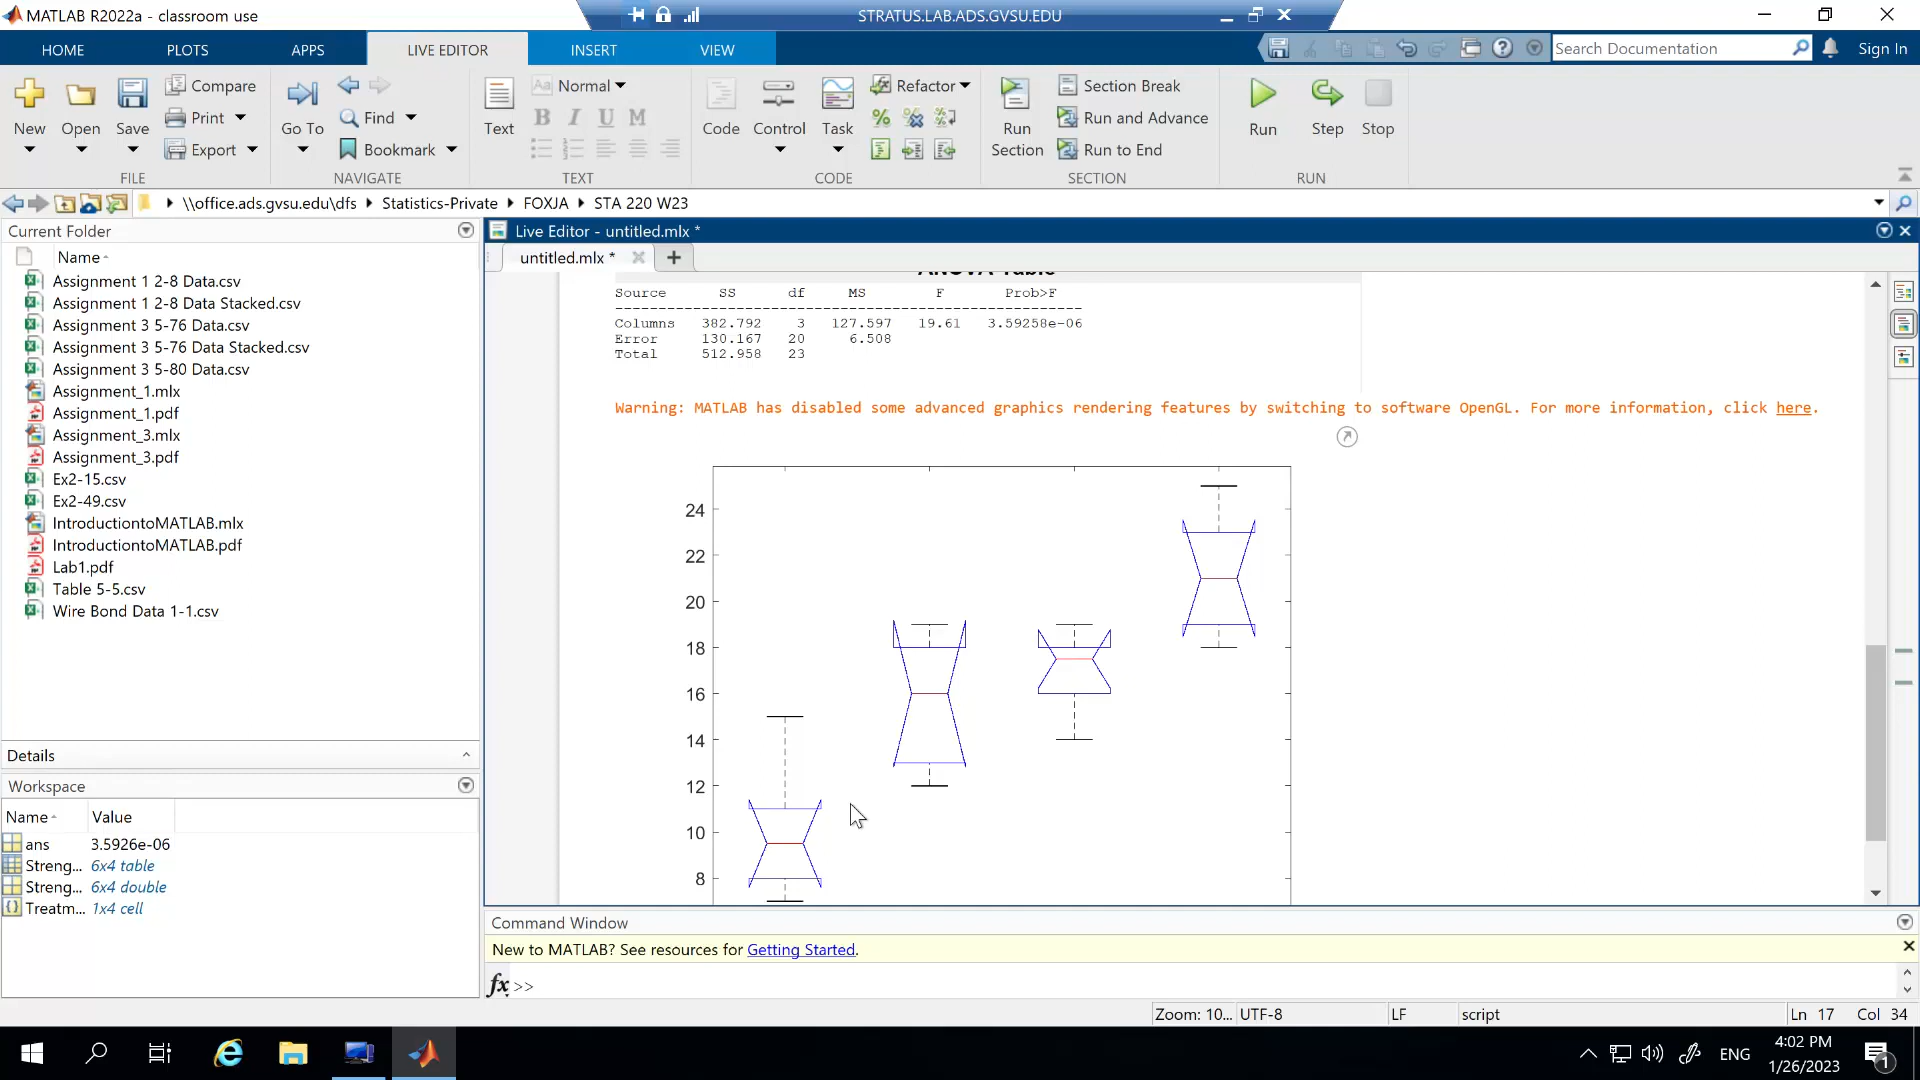 MATLAB R2022a - classroom use
STRATUS.LAB.ADS.GVSU.EDU
HOME PLOTS APPS LIVE EDITOR INSERT VIEW
Search Documentation
Sign In
New
Open
Save
Compare
Print
Export
FILE
Go To
Find
Bookmark
NAVIGATE
Text
Aa Normal
B I U M
TEXT
Code
Control
Task
Refactor
CODE
Run
Section
Section Break
Run and Advance
Run to End
SECTION
Run
Step
Stop
RUN
\\office.ads.gvsu.edu\dfs Statistics-Private FOXJA STA 220 W23
Current Folder
Name
Assignment 1 2-8 Data.csv
Assignment 1 2-8 Data Stacked.csv
Assignment 3 5-76 Data.csv
Assignment 3 5-76 Data Stacked.csv
Assignment 3 5-80 Data.csv
Assignment_1.mlx
Assignment_1.pdf
Assignment_3.mlx
Assignment_3.pdf
Ex2-15.csv
Ex2-49.csv
IntroductiontoMATLAB.mlx
IntroductiontoMATLAB.pdf
Lab1.pdf
Table 5-5.csv
Wire Bond Data 1-1.csv
Details
Workspace
Name Value
ans 3.5926e-06
Streng... 6x4 table
Streng... 6x4 double
Treatm... 1x4 cell
Live Editor - untitled.mlx *
untitled.mlx *
ANOVA Table
Source SS df MS F Prob>F
Columns 382.792 3 127.597 19.61 3.59258e-06
Error 130.167 20 6.508
Total 512.958 23
Warning: MATLAB has disabled some advanced graphics rendering features by switching to software OpenGL. For more information, click here.
24
22
20
18
16
14
12
10
8
Command Window
New to MATLAB? See resources for Getting Started.
fx >>
Zoom: 10... UTF-8 LF script Ln 17 Col 34
ENG
4:02 PM
1/26/2023
1